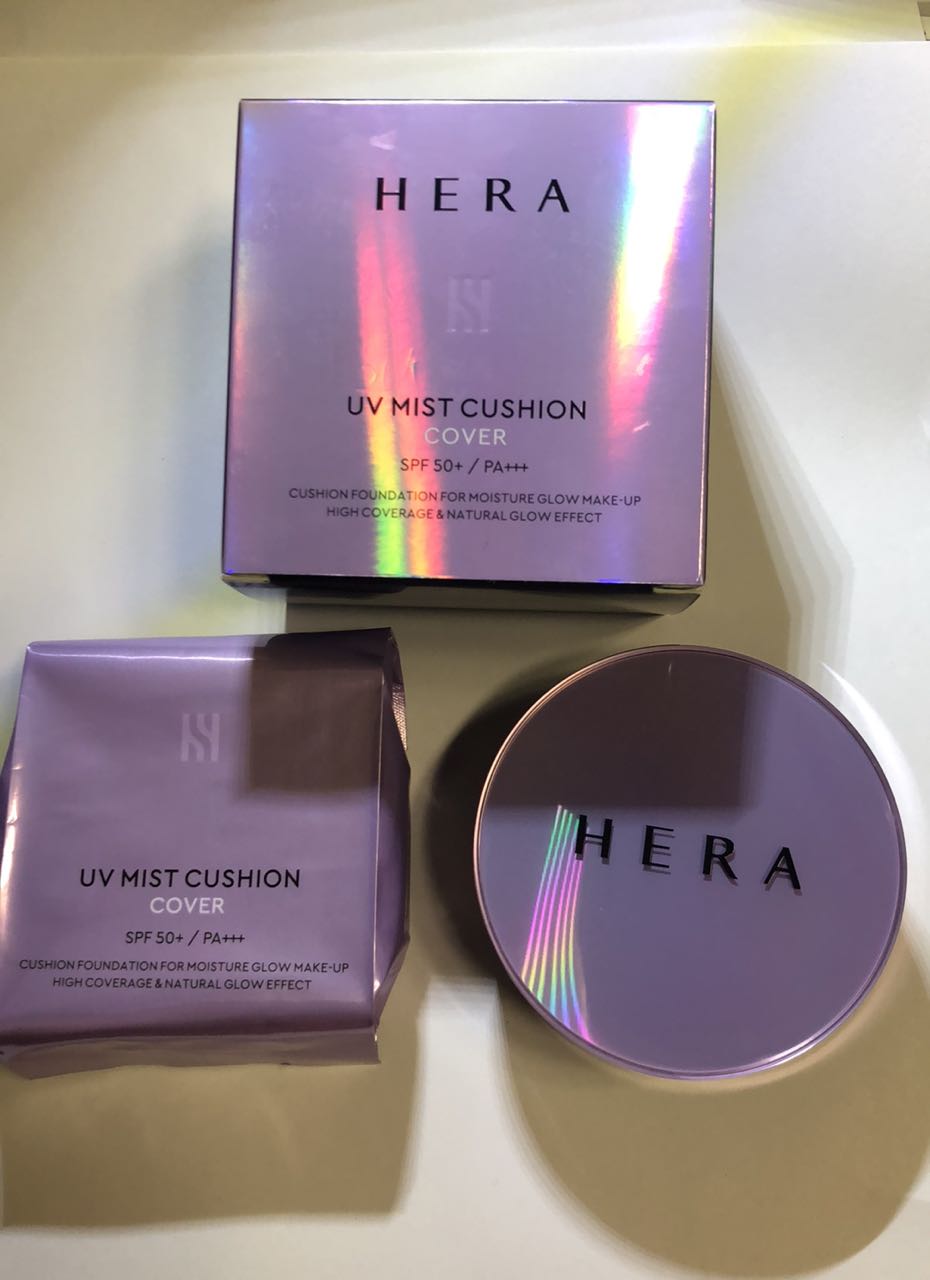 HERA
UV MIST CUSHION
COVER
SPF 50+ / PA+++
CUSHION FOUNDATION FOR MOISTURE GLOW MAKE-UP
HIGH COVERAGE & NATURAL GLOW EFFECT
UV MIST CUSHION
COVER
SPF 50+ / PA+++
CUSHION FOUNDATION FOR MOISTURE GLOW MAKE-UP
HIGH COVERAGE & NATURAL GLOW EFFECT
HERA